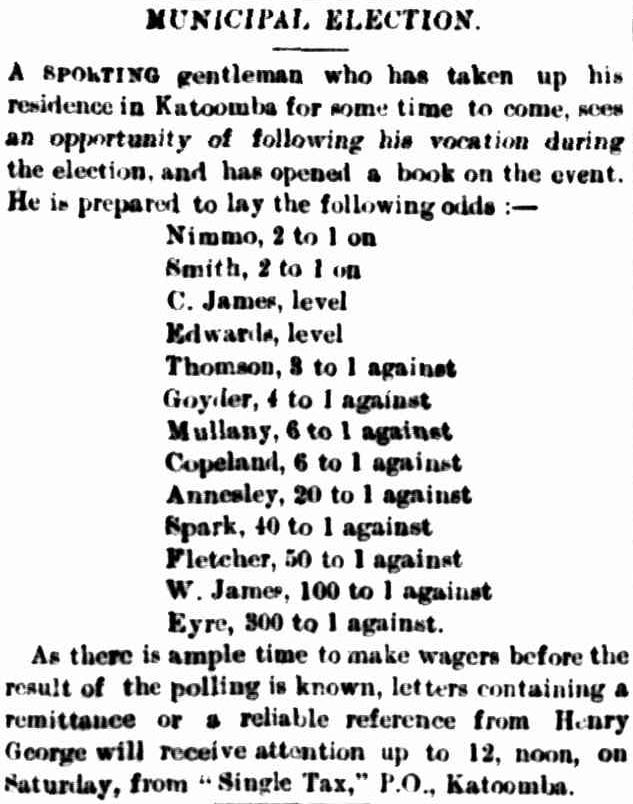 MUNICIPAL ELECTION.
A SPORTING gentleman who has taken up his
residence in Katoomba for some time to come, sees
an opportunity of following his vocation during
the election, and has opened a book on the event.
He is prepared to lay the following odds :—
Nimmo, 2 to 1 on
Smith, 2 to 1 on
C. James, level
Edwards, level
Thomson, 3 to 1 against
Goyder, 4 to 1 against
Mullany, 6 to 1 against
Copeland, 6 to 1 against
Annesley, 20 to 1 against
Spark, 40 to 1 against
Fletcher, 50 to 1 against
W. James, 100 to 1 against
Eyre, 300 to 1 against.
As there is ample time to make wagers before the
result of the polling is known, letters containing a
remittance or a reliable reference from Henry
George will receive attention up to 12, noon, on
Saturday, from "Single Tax," P.O., Katoomba.